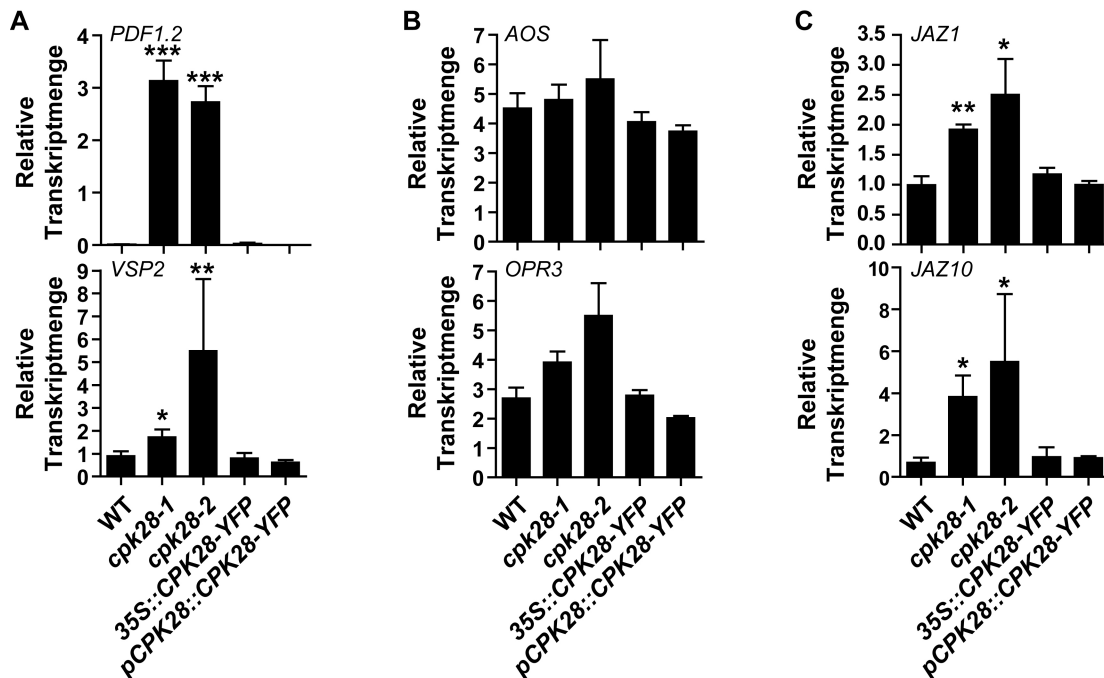 A
PDF1.2
Relative Transkriptmenge
4
3
2
1
0
***
***
VSP2
Relative Transkriptmenge
9
8
7
6
5
4
3
2
1
0
*
**
WT
cpk28-1
cpk28-2
35S::CPK28-YFP
pCPK28::CPK28-YFP
B
AOS
Relative Transkriptmenge
7
6
5
4
3
2
1
0
OPR3
Relative Transkriptmenge
7
6
5
4
3
2
1
0
WT
cpk28-1
cpk28-2
35S::CPK28-YFP
pCPK28::CPK28-YFP
C
JAZ1
Relative Transkriptmenge
3.5
3.0
2.5
2.0
1.5
1.0
0.5
0.0
**
*
JAZ10
Relative Transkriptmenge
10
8
6
4
2
0
*
*
WT
cpk28-1
cpk28-2
35S::CPK28-YFP
pCPK28::CPK28-YFP